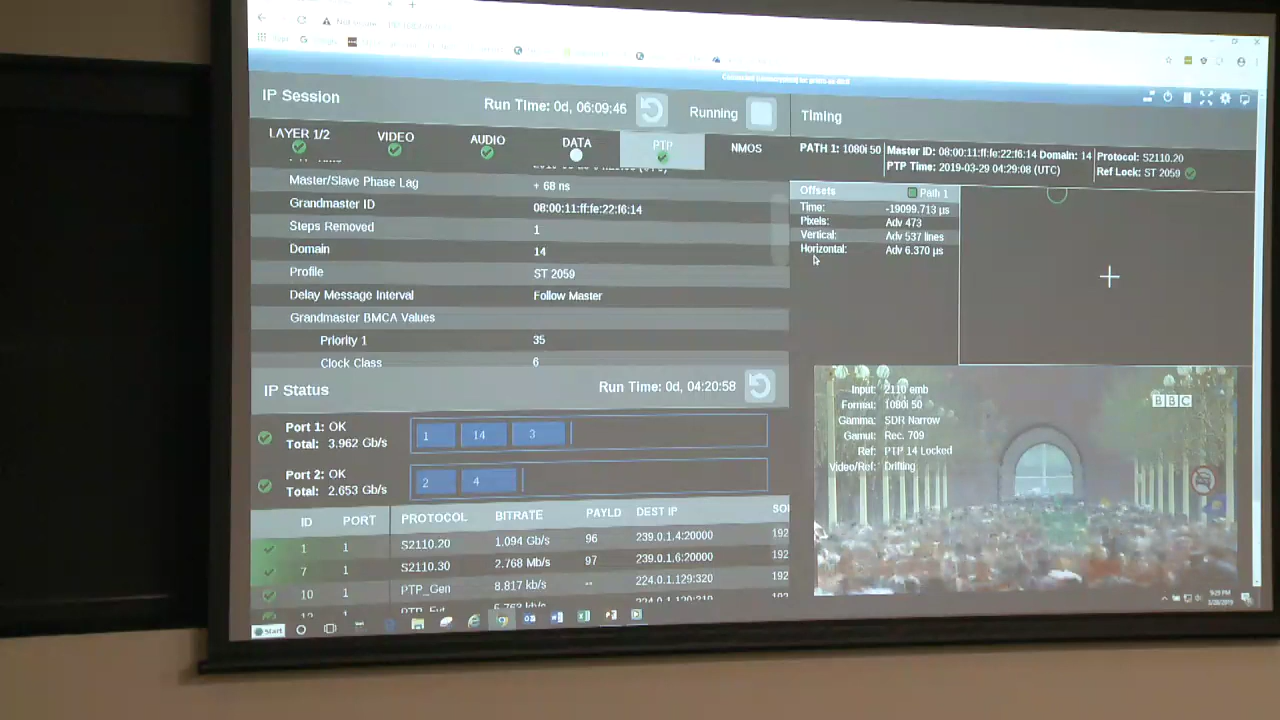 Not secure
IP Session
Run Time: 0d, 06:09:46
Running
LAYER 1/2
VIDEO
AUDIO
DATA
PTP
NMOS
Master/Slave Phase Lag + 68 ns
Grandmaster ID 08:00:11:ff:fe:22:f6:14
Steps Removed 1
Domain 14
Profile ST 2059
Delay Message Interval Follow Master
Grandmaster BMCA Values
Priority 1 35
Clock Class 6
IP Status
Run Time: 0d, 04:20:58
Port 1: OK
Total: 3.962 Gb/s
1 14 3
Port 2: OK
Total: 2.653 Gb/s
2 4
ID PORT PROTOCOL BITRATE PAYLD DEST IP SO
1 1 S2110.20 1.094 Gb/s 96 239.0.1.4:20000 192
7 1 S2110.30 2.768 Mb/s 97 239.0.1.6:20000 192
10 1 PTP_Gen 8.817 kb/s -- 224.0.1.129:320 192
Start
Timing
PATH 1: 1080i 50
Master ID: 08:00:11:ff:fe:22:f6:14 Domain: 14
PTP Time: 2019-03-29 04:29:08 (UTC)
Protocol: S2110.20
Ref Lock: ST 2059
Offsets Path 1
Time: -19099.713 µs
Pixels: Adv 473
Vertical: Adv 537 lines
Horizontal: Adv 6.370 µs
Input: 2110 emb
Format: 1080i 50
Gamma: SDR Narrow
Gamut: Rec. 709
Ref: PTP 14 Locked
Video/Ref: Drifting
BBC